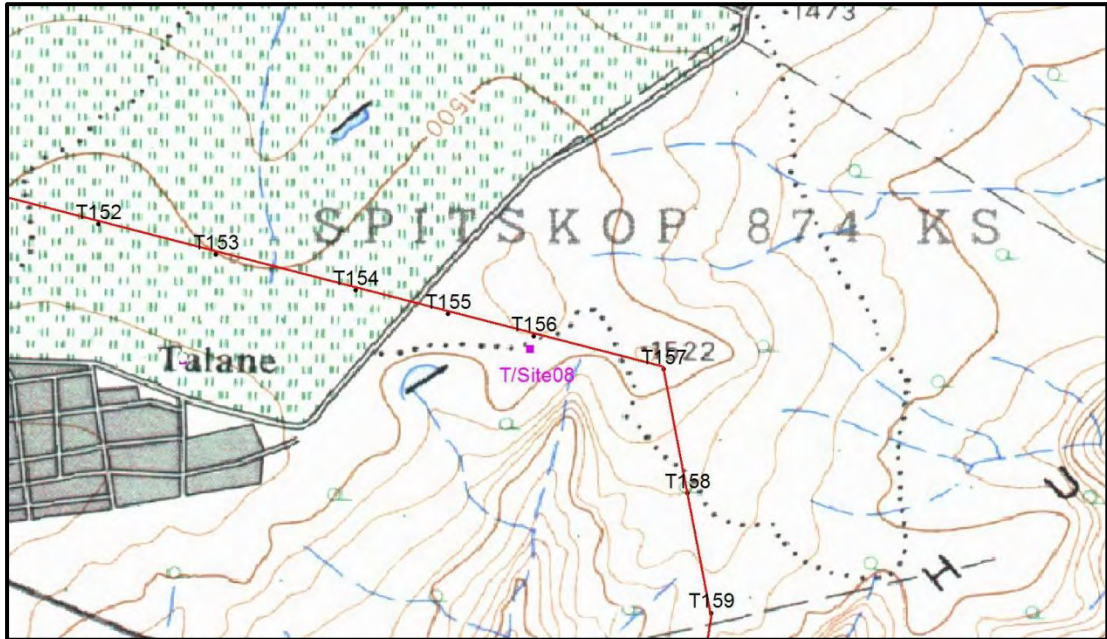 1473
1500
T152
SPITSKOP 874 KS
T153
T154
T155
T156
Talane
T/Site08
1522
T157
T158
U
H
T159